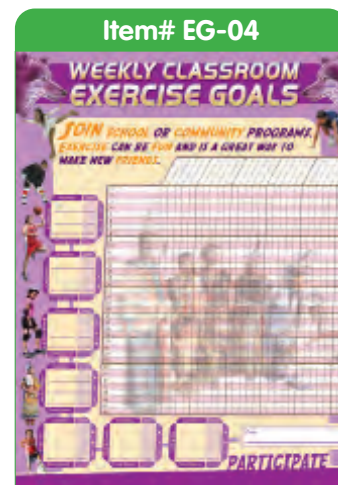 Item# EG-04
WEEKLY CLASSROOM
EXERCISE GOALS
JOIN SCHOOL OR COMMUNITY PROGRAMS.
EXERCISE CAN BE FUN AND IS A GREAT WAY TO
MAKE NEW FRIENDS.
PARTICIPATE